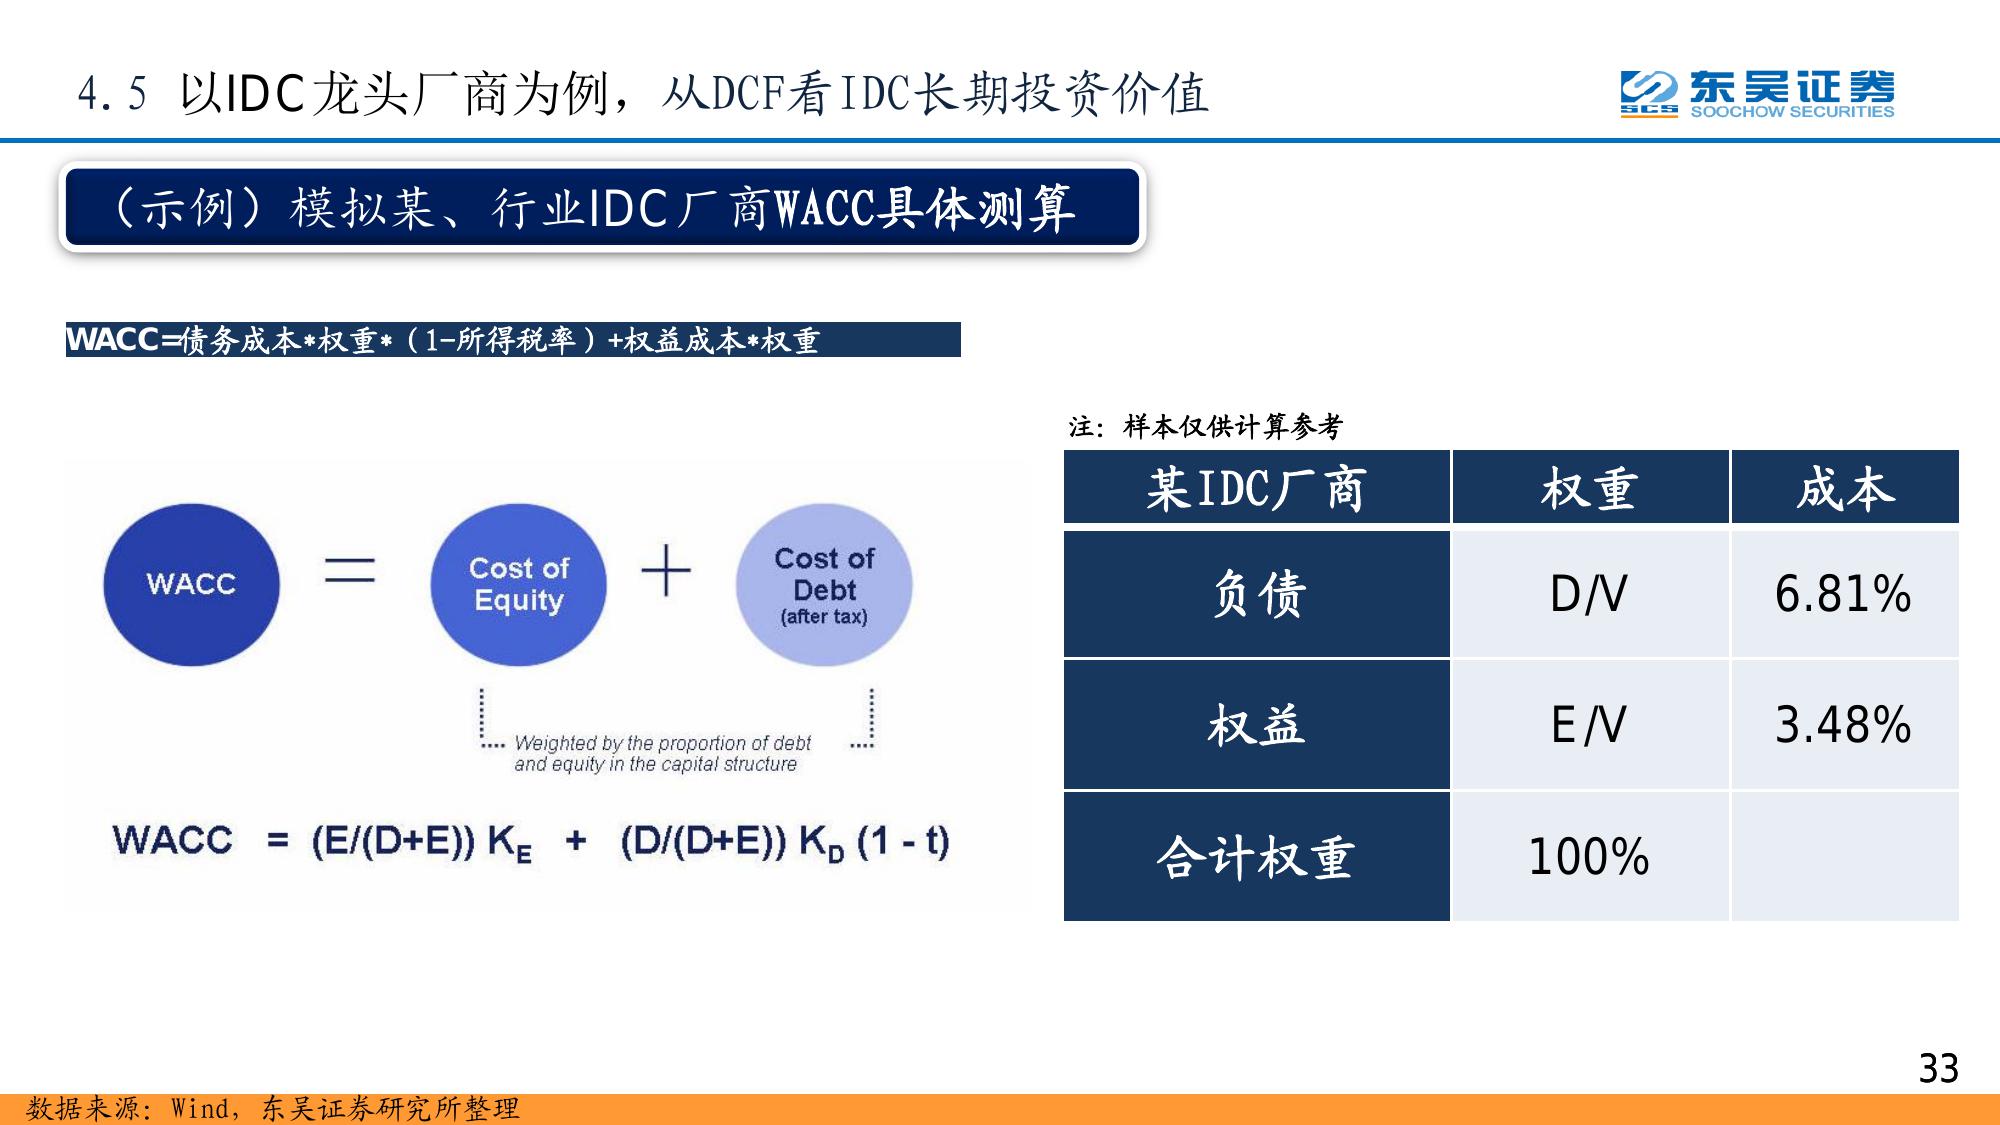 4.5 以IDC龙头厂商为例，从DCF看IDC长期投资价值
东吴证券
SCS SOOCHOW SECURITIES
（示例）模拟某、行业IDC厂商WACC具体测算
WACC=债务成本*权重*（1-所得税率）+权益成本*权重
注：样本仅供计算参考
WACC = Cost of Equity + Cost of Debt (after tax)
Weighted by the proportion of debt
and equity in the capital structure
WACC = (E/(D+E)) KE + (D/(D+E)) KD (1 - t)
某IDC厂商 权重 成本
负债 D/V 6.81%
权益 E/V 3.48%
合计权重 100%
33
数据来源：Wind，东吴证券研究所整理